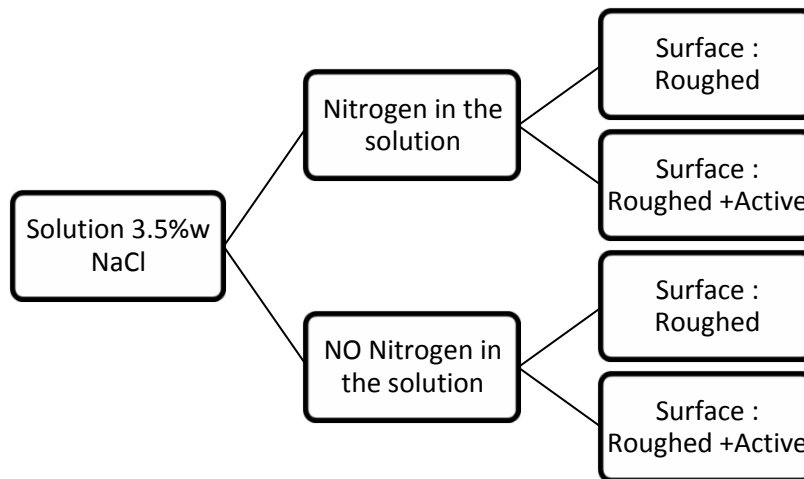 Solution 3.5%w
NaCl
Nitrogen in the
solution
Surface :
Roughed
Surface :
Roughed +Active
NO Nitrogen in
the solution
Surface :
Roughed
Surface :
Roughed +Active